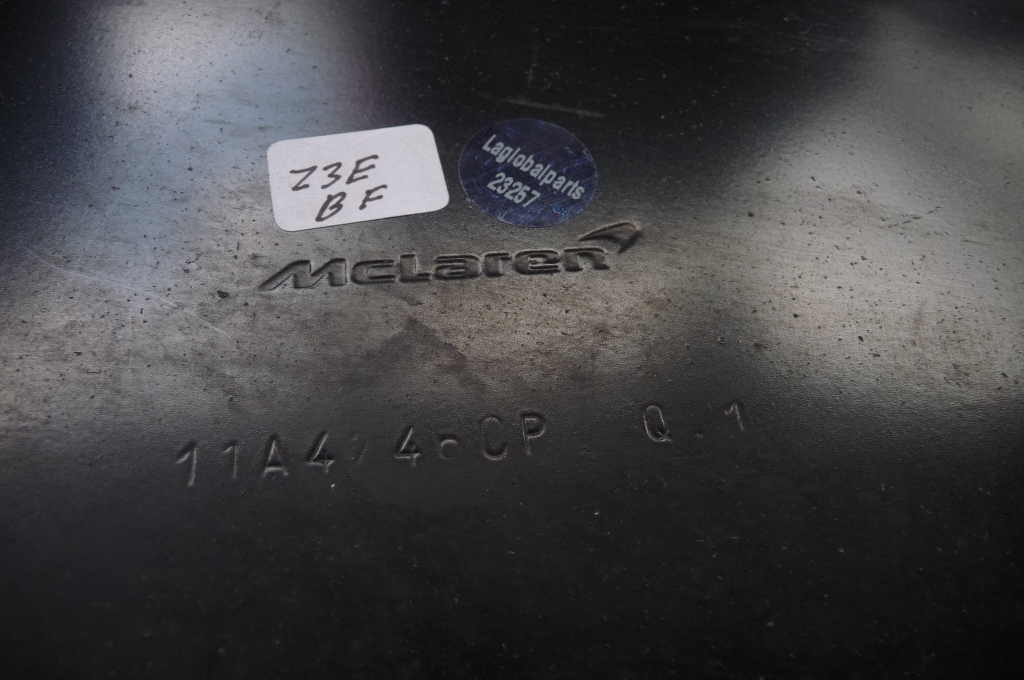 Z3E
BF
Laglobalparts
23257
McLaren
Q.1